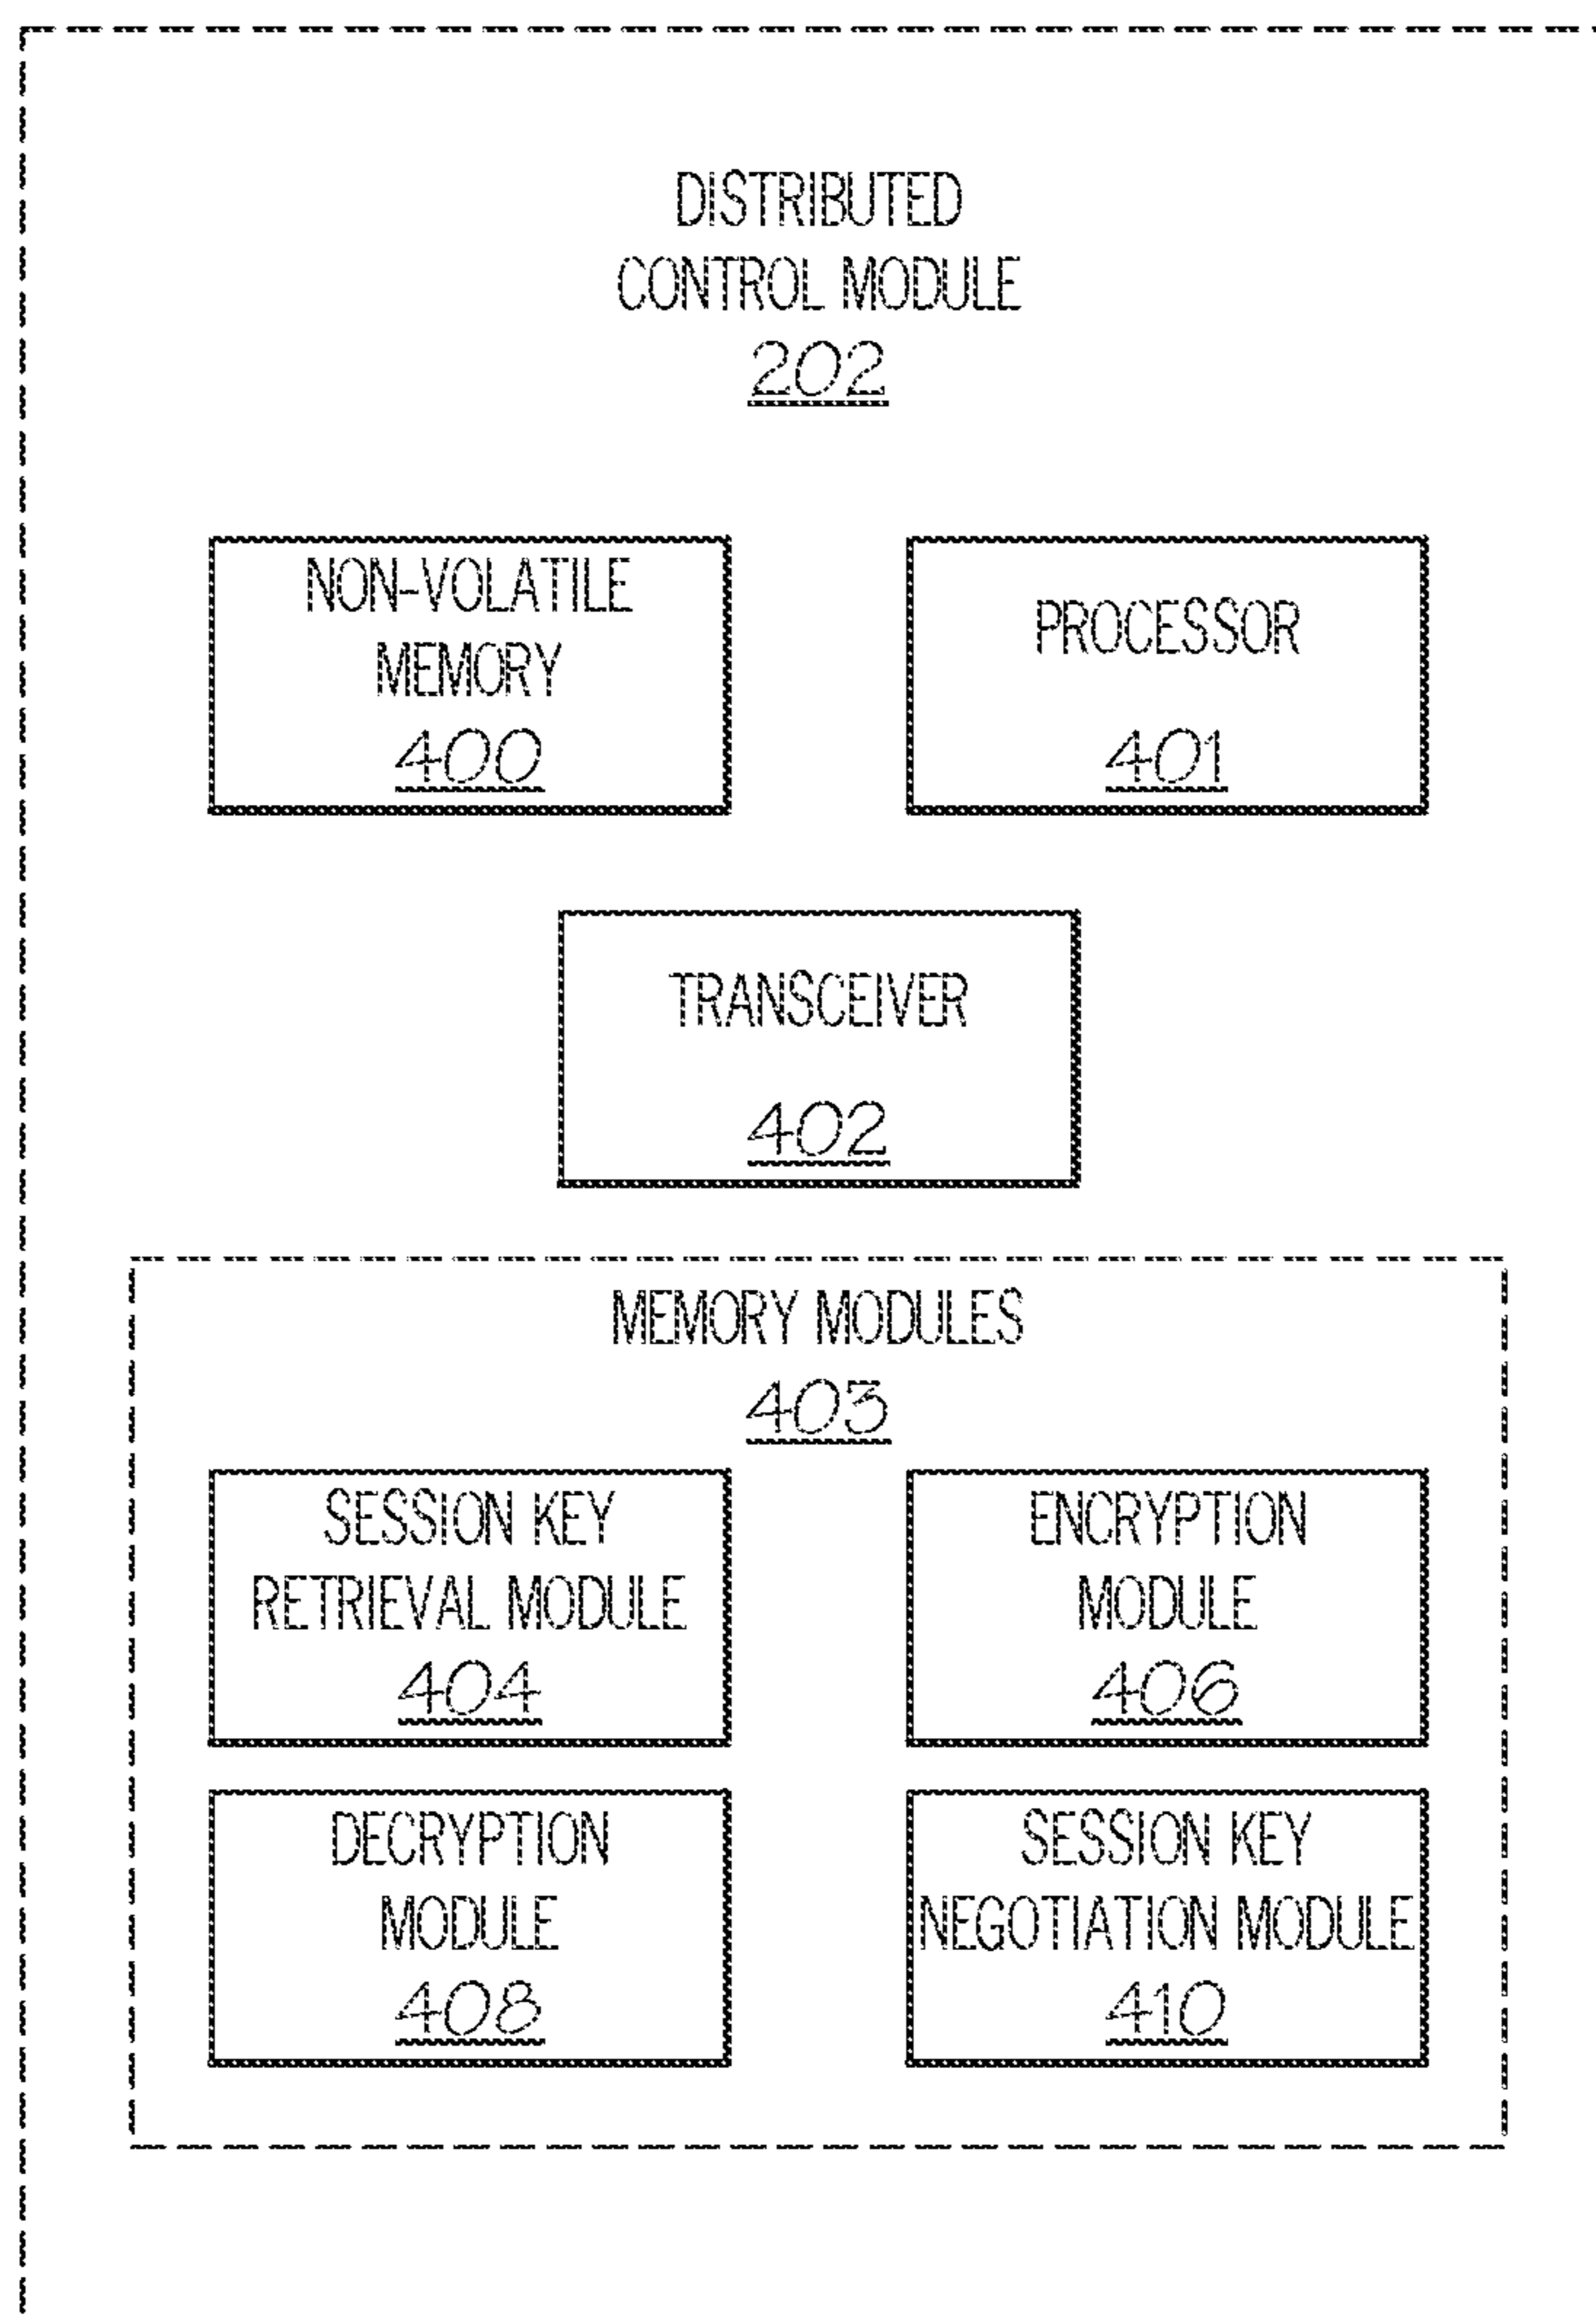 DISTRIBUTED
CONTROL MODULE
202
NON-VOLATILE
MEMORY
400
PROCESSOR
401
TRANSCEIVER
402
MEMORY MODULES
403
SESSION KEY
RETRIEVAL MODULE
404
ENCRYPTION
MODULE
406
DECRYPTION
MODULE
408
SESSION KEY
NEGOTIATION MODULE
410